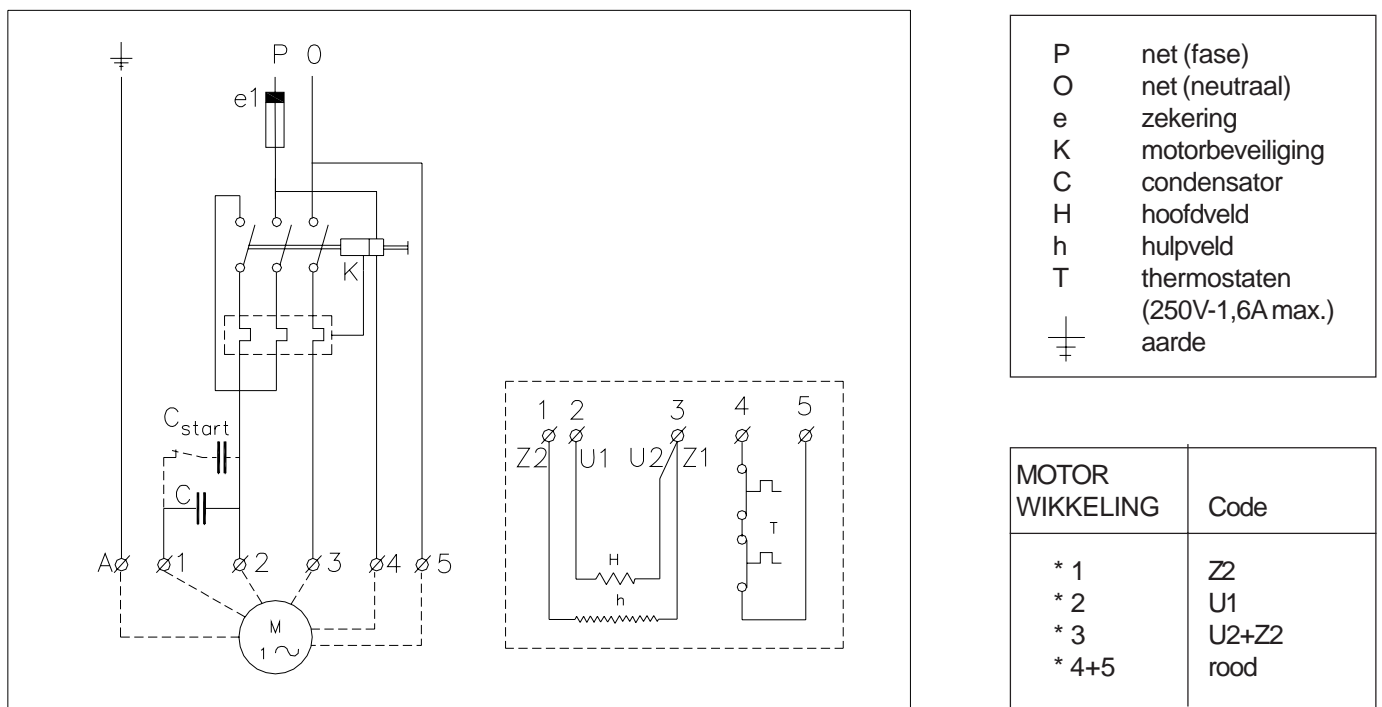 P O
e1
K
C start
C
A 1 2 3 4 5
M
1
1 2 3 4 5
Z2 U1 U2 Z1
T
H
h
P net (fase)
O net (neutraal)
e zekering
K motorbeveiliging
C condensator
H hoofdveld
h hulpveld
T thermostaten
(250V-1,6A max.)
aarde
MOTOR
WIKKELING Code
* 1 Z2
* 2 U1
* 3 U2+Z2
* 4+5 rood